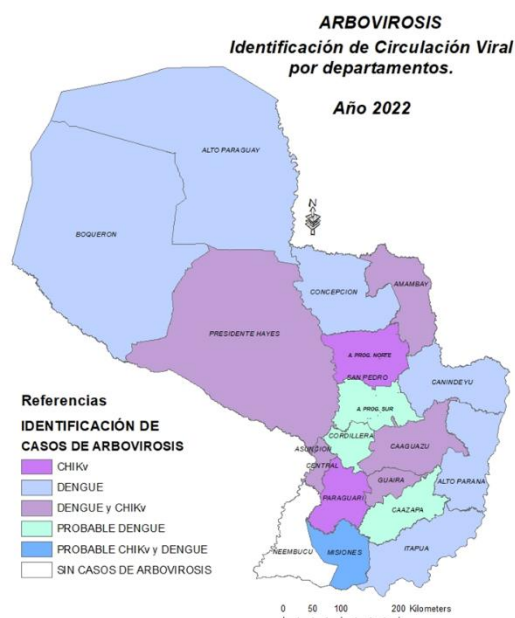 ARBOVIROSIS
Identificación de Circulación Viral
por departamentos.
Año 2022
ALTO PARAGUAY
N
BOQUERON
AMAMBAY
CONCEPCION
PRESIDENTE HAYES
A. PROG. NORTE
SAN PEDRO
CANINDEYU
A. PROG. SUR
CORDILLERA
ASUNCION
CAAGUAZU
CENTRAL
GUAIRA
ALTO PARANA
PARAGUARI
CAAZAPA
ÑEEMBUCU
MISIONES
ITAPUA
Referencias
IDENTIFICACIÓN DE
CASOS DE ARBOVIROSIS
CHIKv
DENGUE
DENGUE y CHIKv
PROBABLE DENGUE
PROBABLE CHIKv y DENGUE
SIN CASOS DE ARBOVIROSIS
0 50 100 200 Kilometers